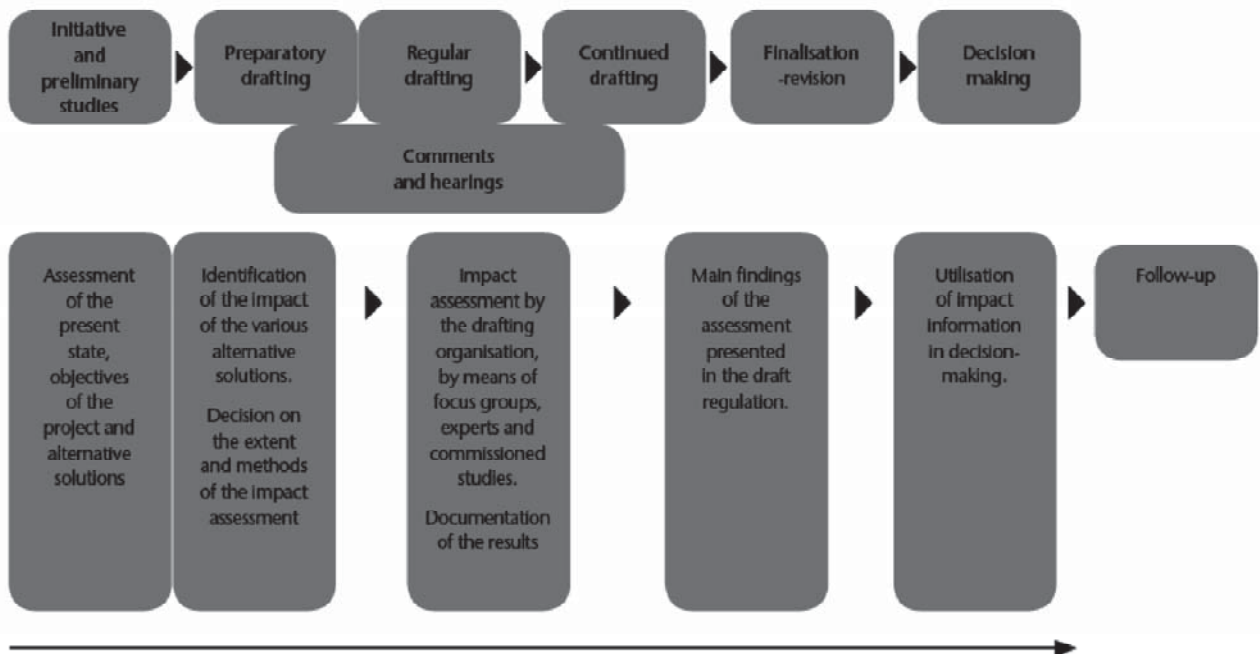 Initiative
and
preliminary
studies
Preparatory
drafting
Regular
drafting
Continued
drafting
Finalisation
-revision
Decision
making
Comments
and hearings
Assessment
of the
present
state,
objectives
of the
project and
alternative
solutions
Identification
of the impact
of the various
alternative
solutions.
Decision on
the extent
and methods
of the impact
assessment
Impact
assessment by
the drafting
organisation,
by means of
focus groups,
experts and
commissioned
studies.
Documentation
of the results
Main findings
of the
assessment
presented
in the draft
regulation.
Utilisation
of impact
information
in decision-
making.
Follow-up